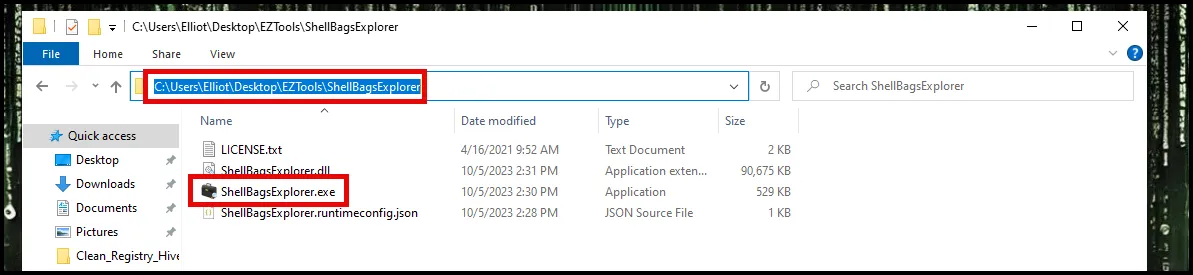 C:\Users\Elliot\Desktop\EZTools\ShellBagsExplorer
File Home Share View
C:\Users\Elliot\Desktop\EZTools\ShellBagsExplorer Search ShellBagsExplorer
Name Date modified Type Size
Quick access
Desktop
Downloads
Documents
Pictures
Clean_Registry_Hive
LICENSE.txt 4/16/2021 9:52 AM Text Document 2 KB
ShellBagsExplorer.dll 10/5/2023 2:31 PM Application exten... 90,675 KB
ShellBagsExplorer.exe 10/5/2023 2:30 PM Application 529 KB
ShellBagsExplorer.runtimeconfig.json 10/5/2023 2:28 PM JSON Source File 1 KB